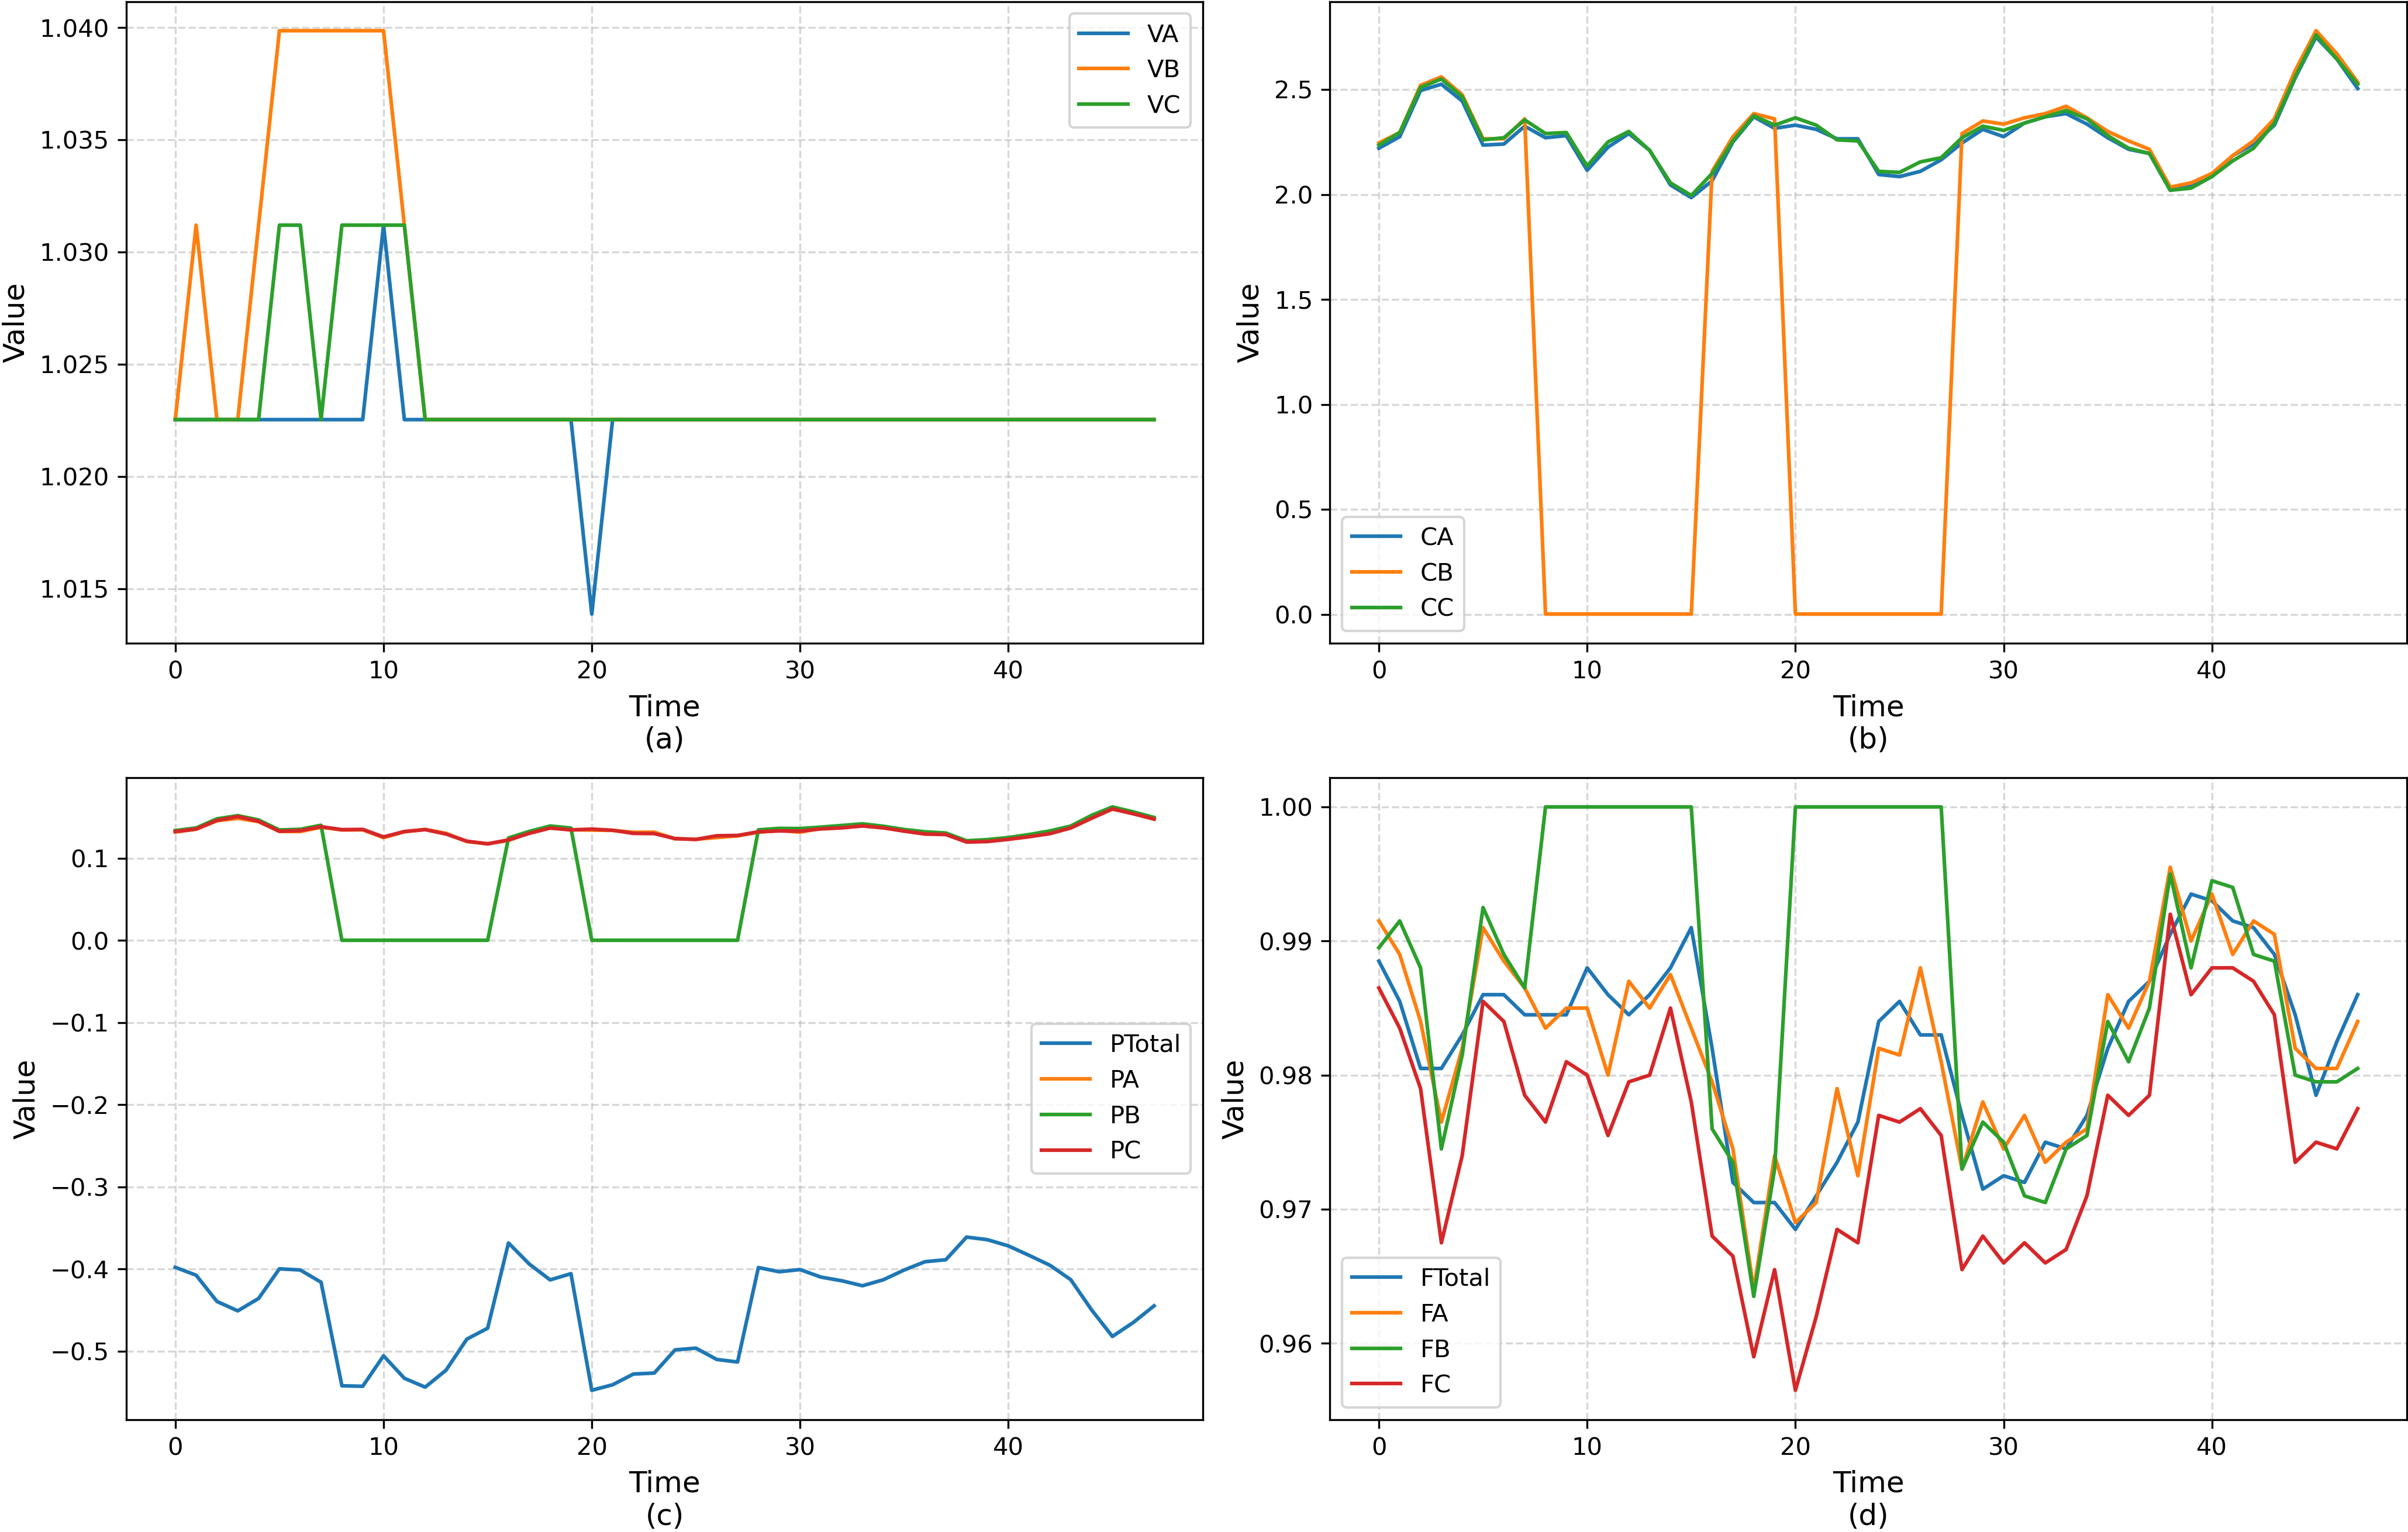 1.040
1.035
1.030
1.025
1.020
1.015
Value
VA
VB
VC
0 10 20 30 40
Time
(a)
2.5
2.0
1.5
1.0
0.5
0.0
Value
CA
CB
CC
0 10 20 30 40
Time
(b)
0.1
0.0
−0.1
−0.2
−0.3
−0.4
−0.5
Value
PTotal
PA
PB
PC
0 10 20 30 40
Time
(c)
1.00
0.99
0.98
0.97
0.96
Value
FTotal
FA
FB
FC
0 10 20 30 40
Time
(d)